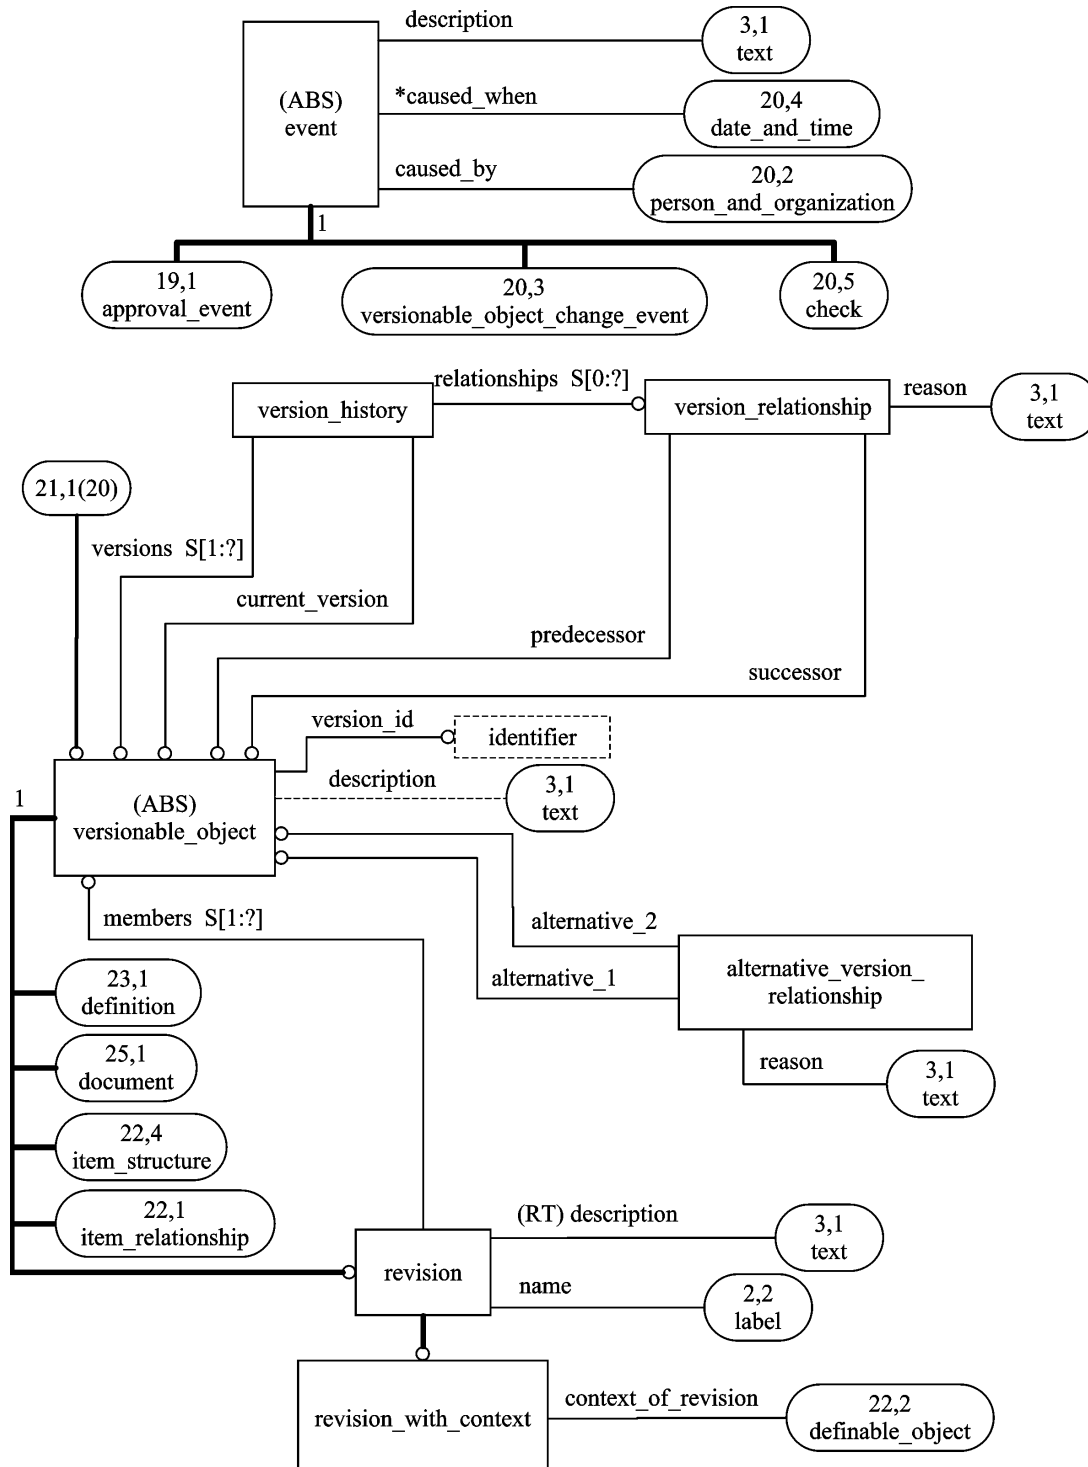 description
3,1
text
(ABS)
event
*caused_when
20,4
date_and_time
caused_by
20,2
person_and_organization
1
19,1
approval_event
20,3
versionable_object_change_event
20,5
check
relationships S[0:?]
version_history
version_relationship
reason
3,1
text
21,1(20)
versions S[1:?]
current_version
predecessor
successor
version_id
identifier
description
3,1
text
1
(ABS)
versionable_object
members S[1:?]
alternative_2
alternative_1
alternative_version_
relationship
reason
3,1
text
23,1
definition
25,1
document
22,4
item_structure
22,1
item_relationship
(RT) description
3,1
text
revision
name
2,2
label
revision_with_context
context_of_revision
22,2
definable_object